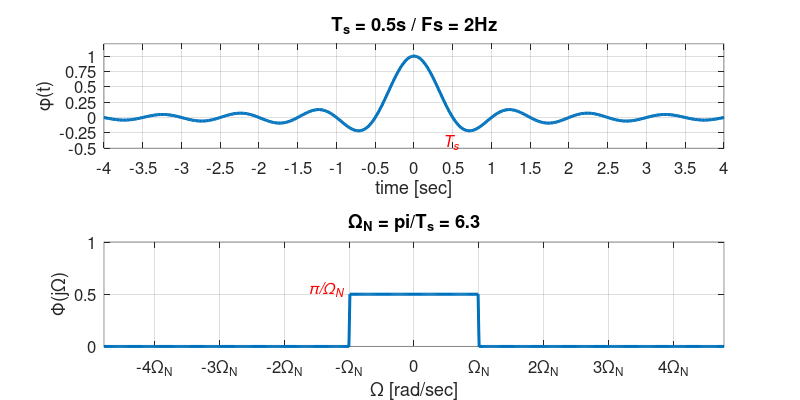 Tₛ = 0.5s / Fs = 2Hz
φ(t)
1
0.75
0.5
0.25
0
-0.25
-0.5
Tₛ
-4 -3.5 -3 -2.5 -2 -1.5 -1 -0.5 0 0.5 1 1.5 2 2.5 3 3.5 4
time [sec]
Ω_N = pi/Tₛ = 6.3
Φ(jΩ)
1
π/Ω_N
0.5
0
-4Ω_N -3Ω_N -2Ω_N -Ω_N 0 Ω_N 2Ω_N 3Ω_N 4Ω_N
Ω [rad/sec]